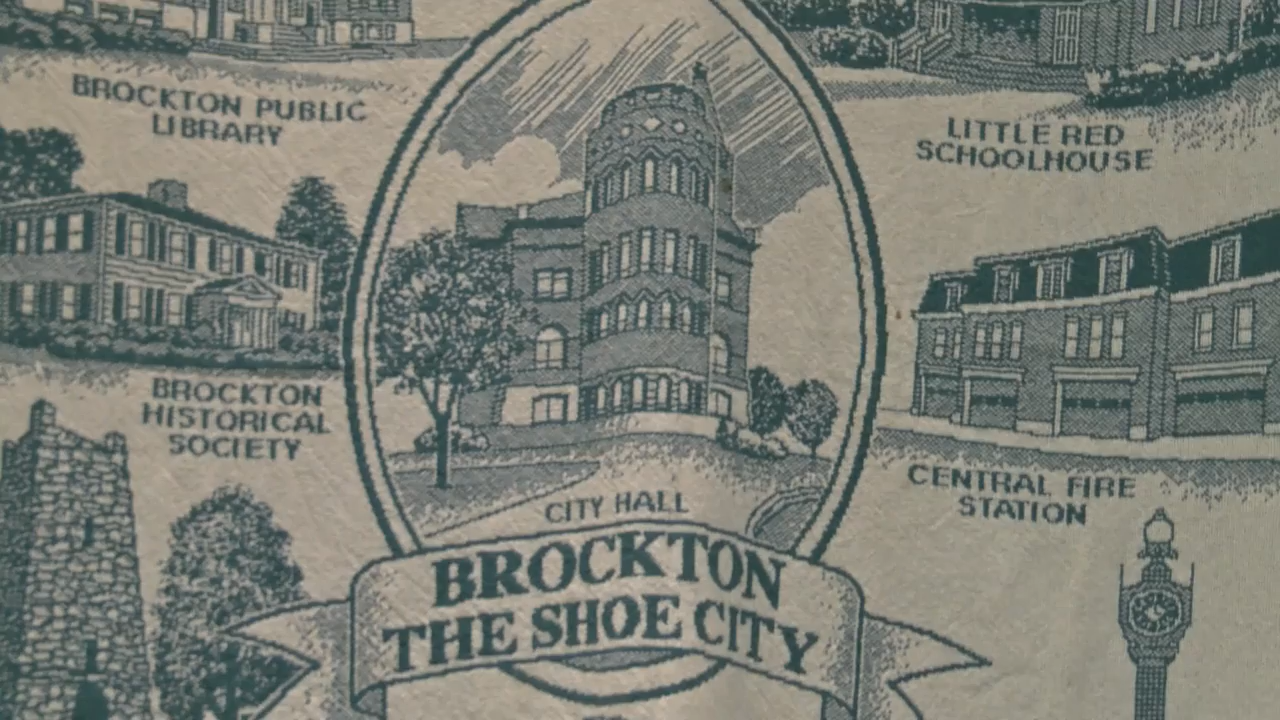 BROCKTON PUBLIC
LIBRARY
LITTLE RED
SCHOOLHOUSE
BROCKTON
HISTORICAL
SOCIETY
CENTRAL FIRE
STATION
CITY HALL
BROCKTON
THE SHOE CITY